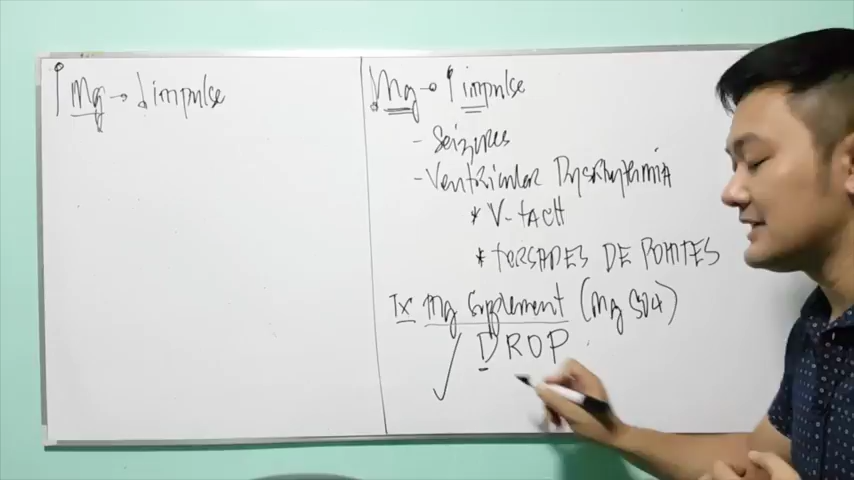 ↑ Mg → ↓ impulse
↓ Mg → ↑ impulse
- Seizures
- Ventricular Dysrhythmia
* V-tACH
* torSADES DE POINTES
Tx Mg Supplement (Mg SO4)
✓ DROP